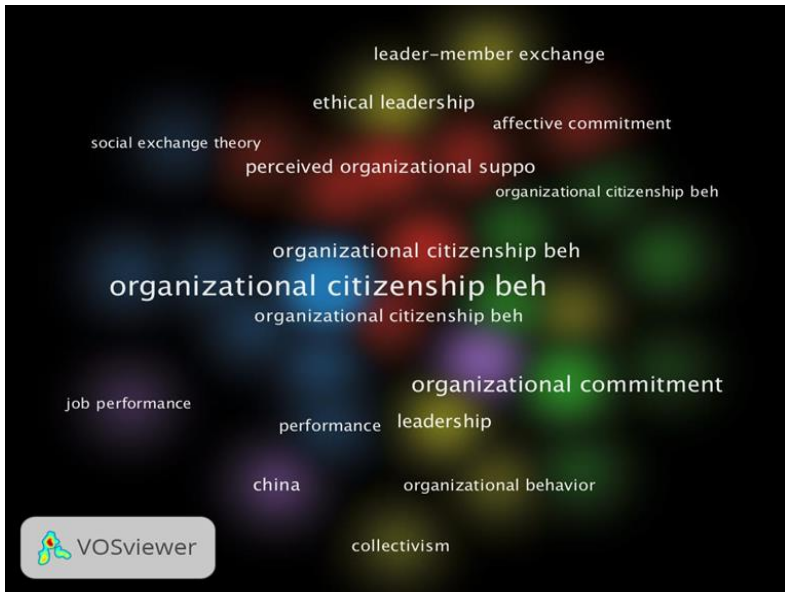 leader-member exchange
ethical leadership
affective commitment
social exchange theory
perceived organizational suppo
organizational citizenship beh
organizational citizenship beh
organizational citizenship beh
organizational citizenship beh
organizational commitment
job performance
leadership
performance
china
organizational behavior
collectivism
VOSviewer